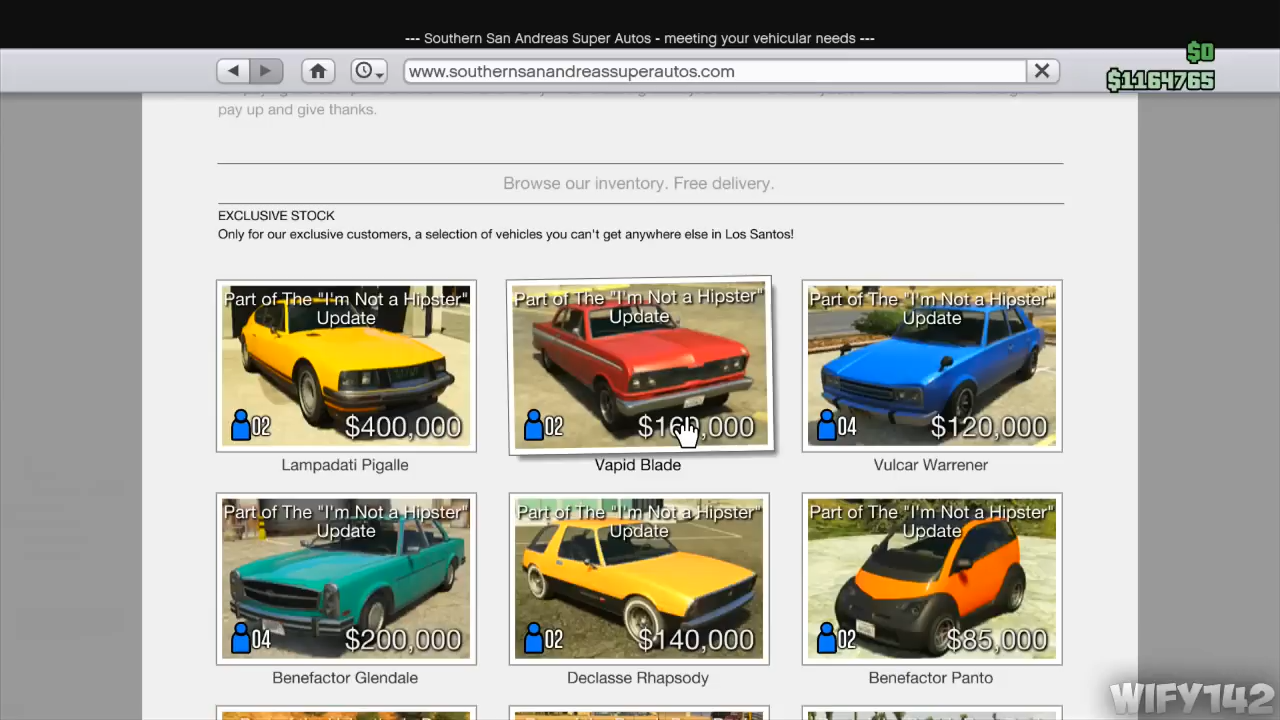 --- Southern San Andreas Super Autos - meeting your vehicular needs ---
$0
www.southernsanandreassuperautos.com
$1164765
pay up and give thanks.
Browse our inventory. Free delivery.
EXCLUSIVE STOCK
Only for our exclusive customers, a selection of vehicles you can't get anywhere else in Los Santos!
Part of The "I'm Not a Hipster"
Update
02 $400,000
Lampadati Pigalle
Part of The "I'm Not a Hipster"
Update
02
Vapid Blade
Part of The "I'm Not a Hipster"
Update
04 $120,000
Vulcar Warrener
Part of The "I'm Not a Hipster"
Update
04 $200,000
Benefactor Glendale
Part of The "I'm Not a Hipster"
Update
02 $140,000
Declasse Rhapsody
Part of The "I'm Not a Hipster"
Update
02 $85,000
Benefactor Panto
WIFY142